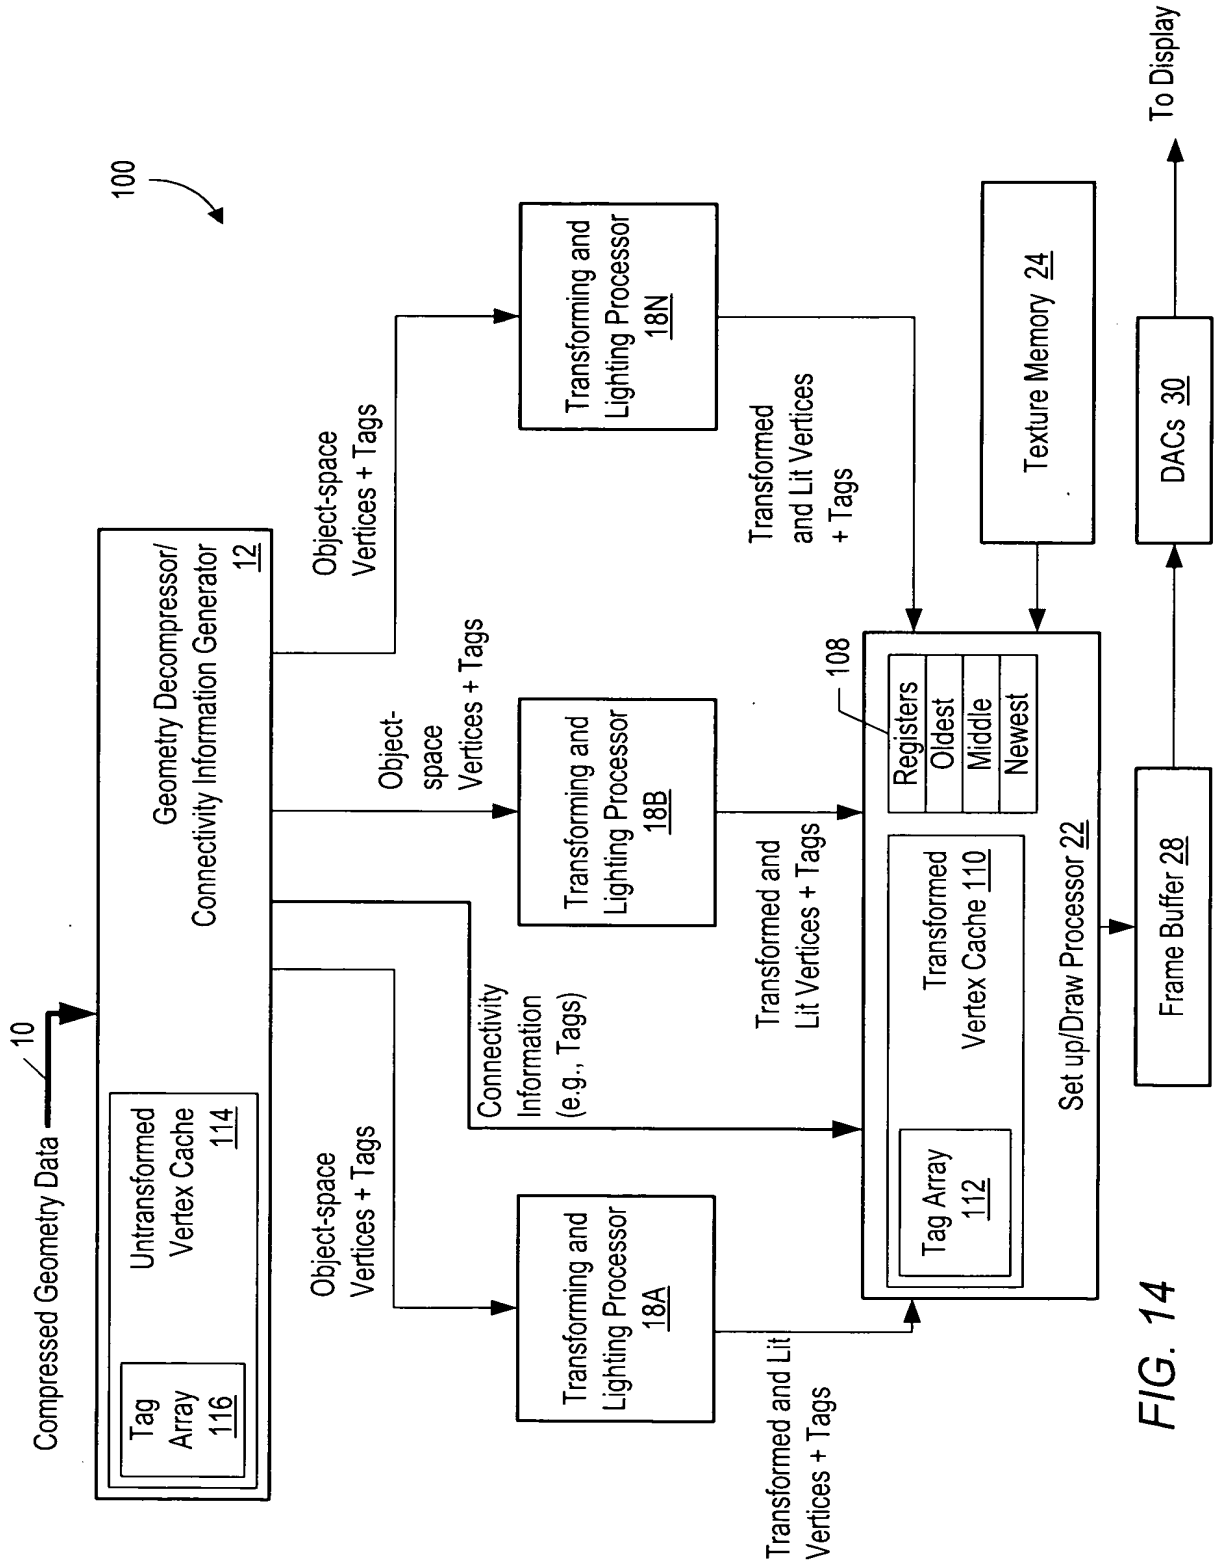 Compressed Geometry Data
10
100
Tag
Array
116
Untransformed
Vertex Cache
114
Geometry Decompressor/
Connectivity Information Generator
12
Object-space
Vertices + Tags
Connectivity
Information
(e.g., Tags)
Object-
space
Vertices + Tags
Object-space
Vertices + Tags
Transforming and
Lighting Processor
18A
Transforming and
Lighting Processor
18B
Transforming and
Lighting Processor
18N
Transformed and Lit
Vertices + Tags
Transformed and
Lit Vertices + Tags
Transformed
and Lit Vertices
+ Tags
108
Tag Array
112
Transformed
Vertex Cache 110
Registers
Oldest
Middle
Newest
Set up/Draw Processor 22
Texture Memory 24
Frame Buffer 28
DACs 30
To Display
FIG. 14